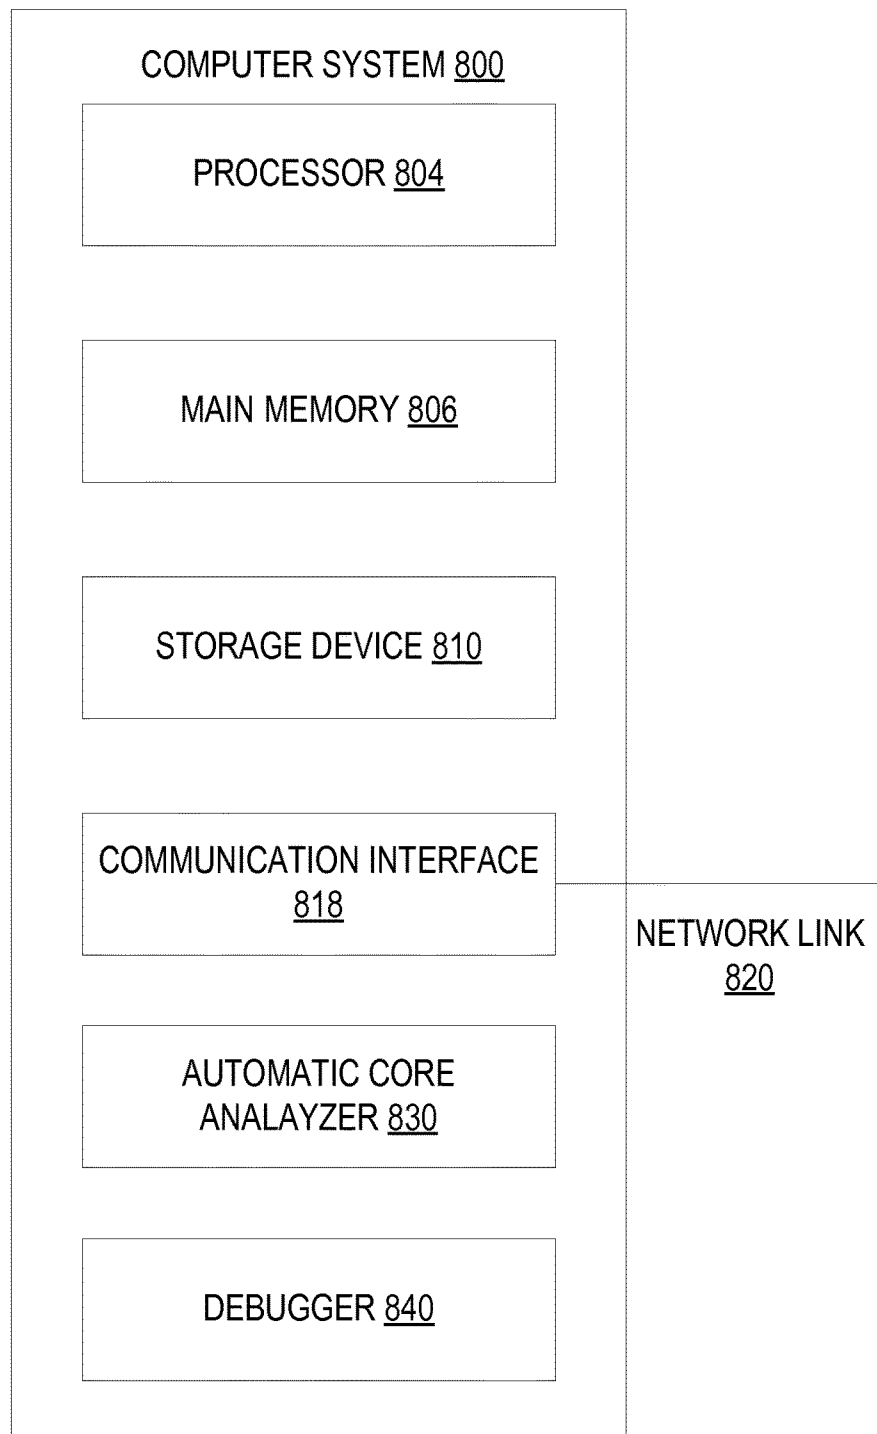 COMPUTER SYSTEM 800
PROCESSOR 804
MAIN MEMORY 806
STORAGE DEVICE 810
COMMUNICATION INTERFACE
818
NETWORK LINK
820
AUTOMATIC CORE
ANALAYZER 830
DEBUGGER 840